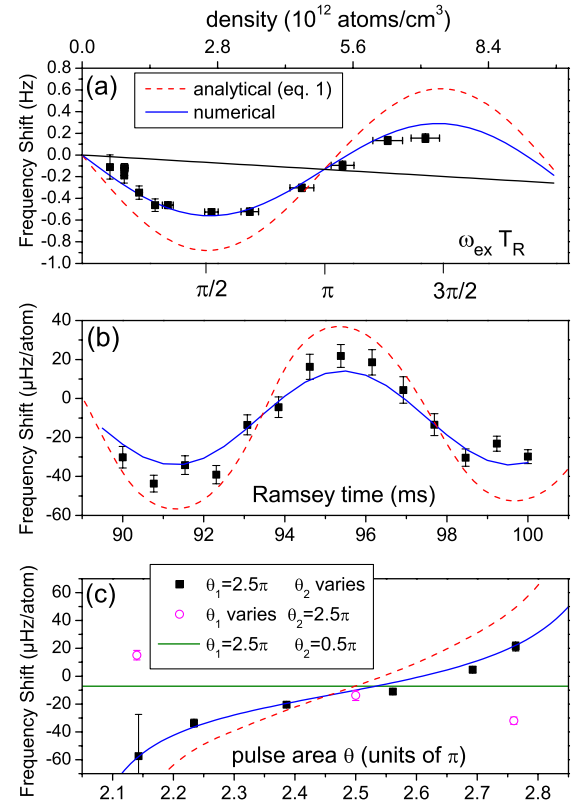 density (10¹² atoms/cm³)
0.0 2.8 5.6 8.4
0.8
0.6
0.4
0.2
0.0
-0.2
-0.4
-0.6
-0.8
-1.0
Frequency Shift (Hz)
(a)
analytical (eq. 1)
numerical
ω_ex T_R
π/2 π 3π/2
40
20
0
-20
-40
-60
Frequency Shift (µHz/atom)
(b)
Ramsey time (ms)
90 92 94 96 98 100
60
40
20
0
-20
-40
-60
Frequency Shift (µHz/atom)
(c)
θ₁=2.5π θ₂ varies
θ₁ varies θ₂=2.5π
θ₁=2.5π θ₂=0.5π
pulse area θ (units of π)
2.1 2.2 2.3 2.4 2.5 2.6 2.7 2.8